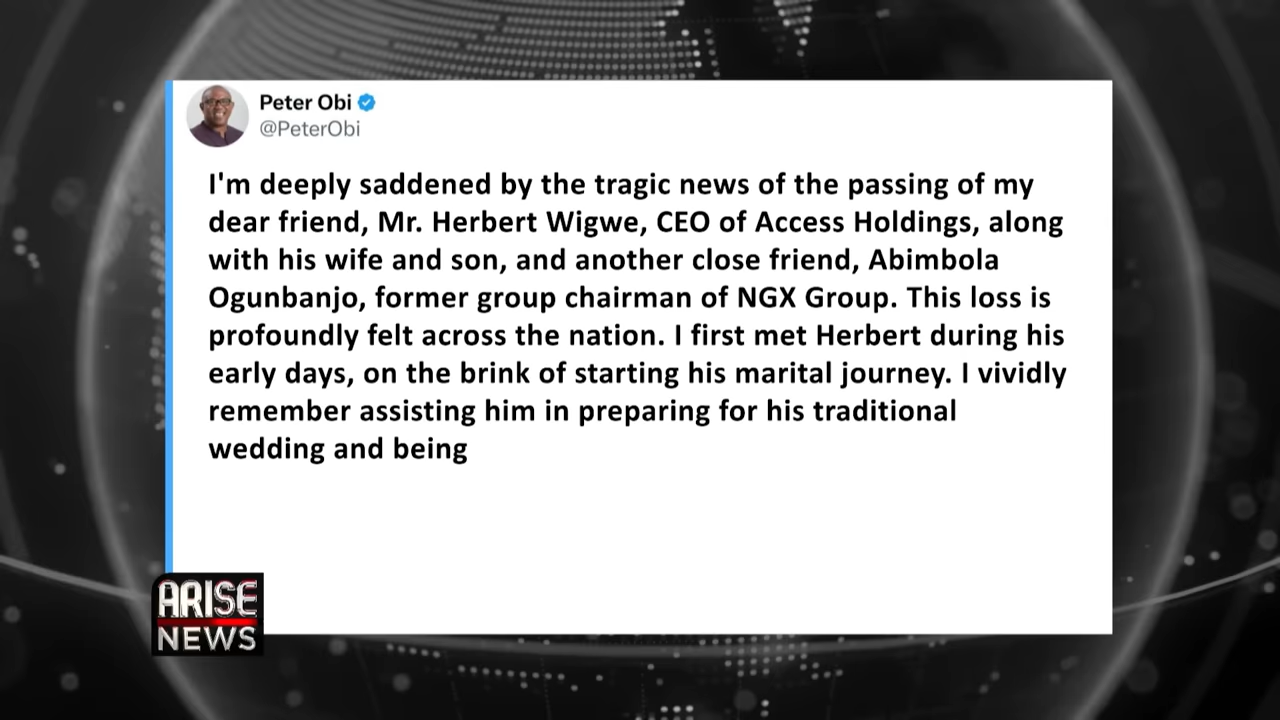 Peter Obi
@PeterObi
I'm deeply saddened by the tragic news of the passing of my
dear friend, Mr. Herbert Wigwe, CEO of Access Holdings, along
with his wife and son, and another close friend, Abimbola
Ogunbanjo, former group chairman of NGX Group. This loss is
profoundly felt across the nation. I first met Herbert during his
early days, on the brink of starting his marital journey. I vividly
remember assisting him in preparing for his traditional
wedding and being
ARISE
NEWS